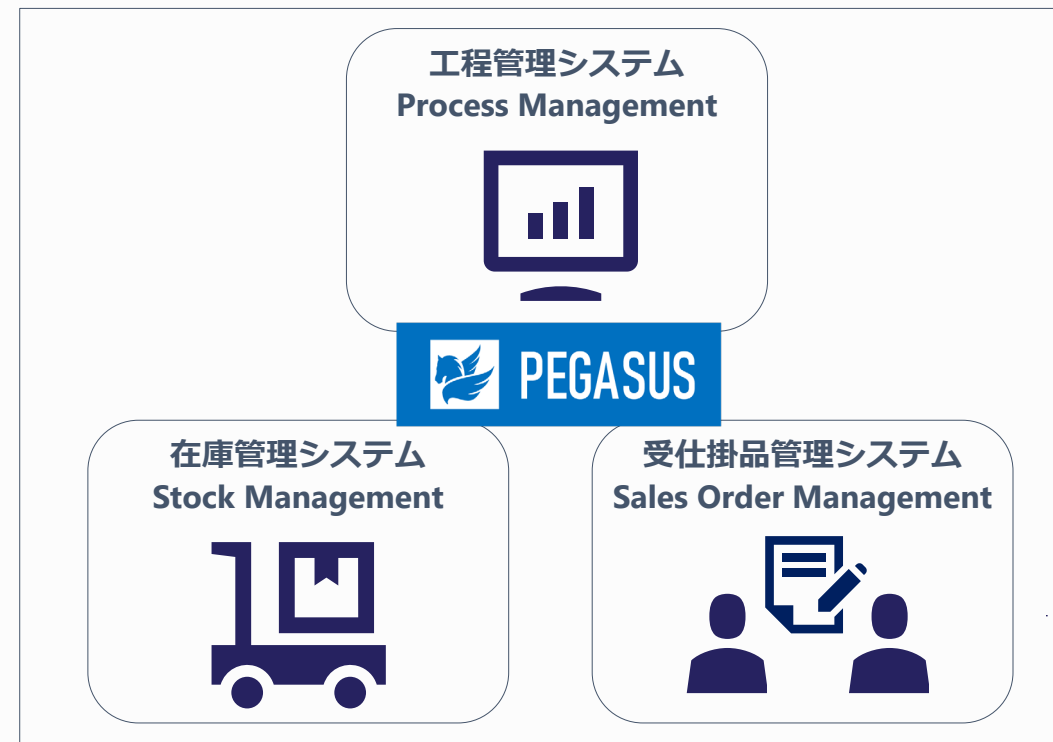 工程管理システム
Process Management
PEGASUS
在庫管理システム
Stock Management
受仕掛品管理システム
Sales Order Management